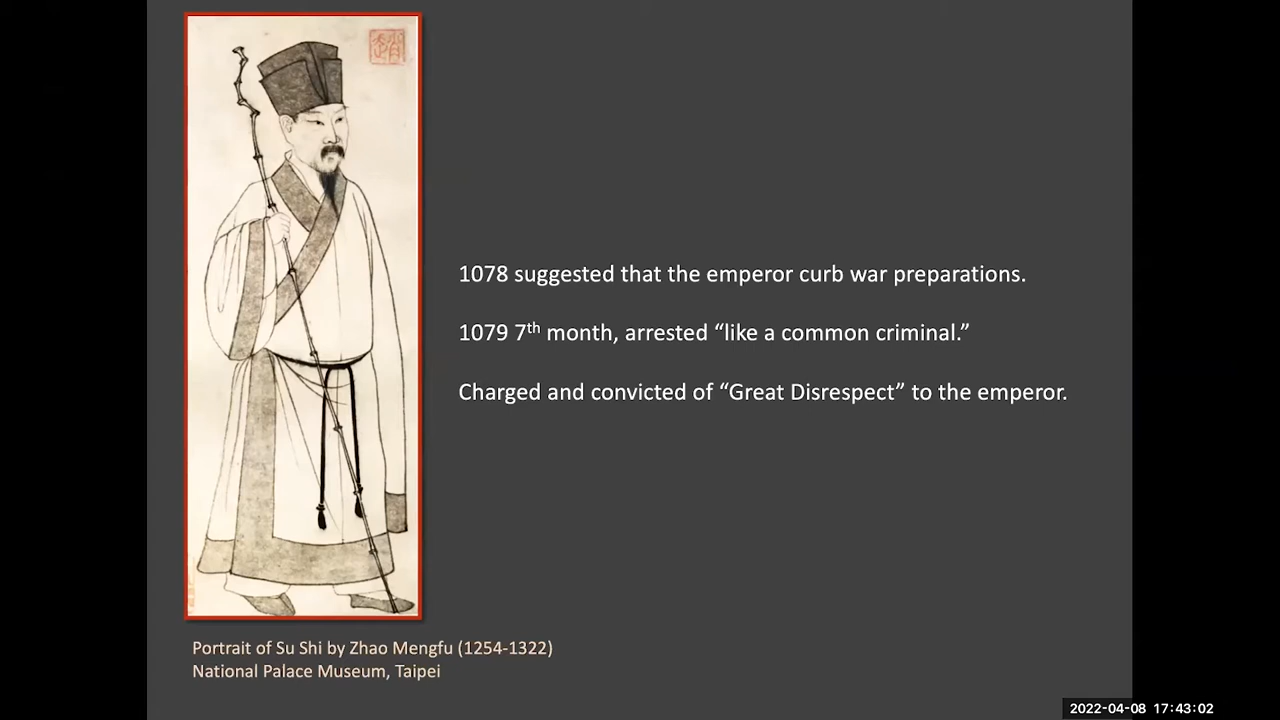 1078 suggested that the emperor curb war preparations.
1079 7th month, arrested “like a common criminal.”
Charged and convicted of “Great Disrespect” to the emperor.
Portrait of Su Shi by Zhao Mengfu (1254-1322)
National Palace Museum, Taipei
2022-04-08 17:43:02